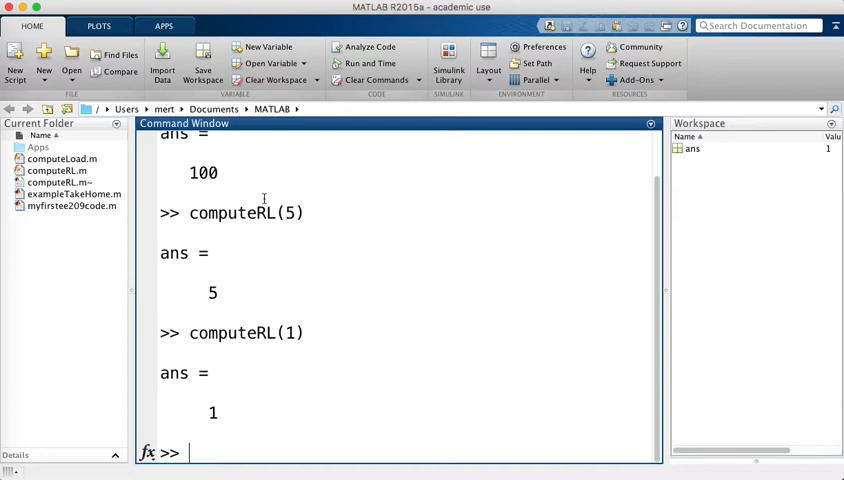 MATLAB R2015a - academic use
HOME PLOTS APPS
Search Documentation
New Script
New
Open
Find Files
Compare
FILE
Import Data
Save Workspace
New Variable
Open Variable
Clear Workspace
VARIABLE
Analyze Code
Run and Time
Clear Commands
CODE
Simulink Library
SIMULINK
Layout
Preferences
Set Path
Parallel
ENVIRONMENT
Help
Community
Request Support
Add-Ons
RESOURCES
/ Users mert Documents MATLAB
Current Folder
Name
Apps
computeLoad.m
computeRL.m
computeRL.m~
exampleTakeHome.m
myfirstee209code.m
Details
Command Window
ans =
100
>> computeRL(5)
ans =
5
>> computeRL(1)
ans =
1
fx >>
Workspace
Name Valu
ans 1